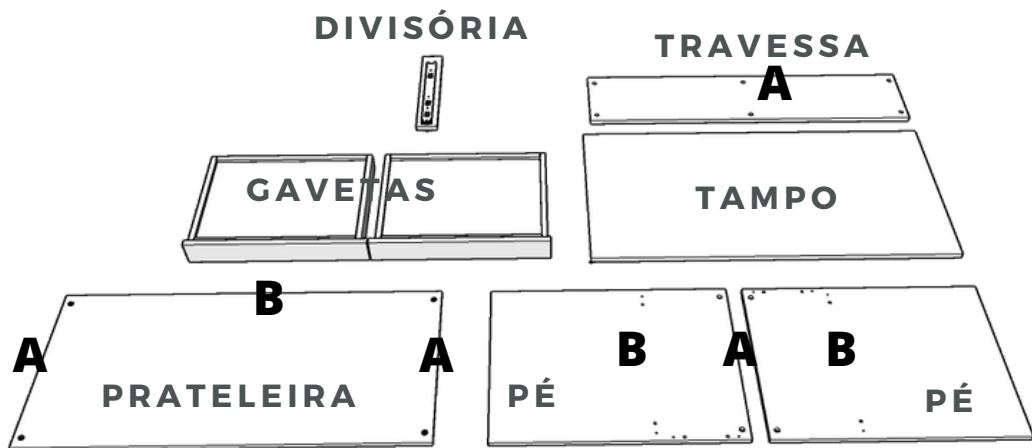 DIVISÓRIA
TRAVESSA
A
GAVETAS
TAMPO
B
A
A
B
A
B
PRATELEIRA
PÉ
PÉ